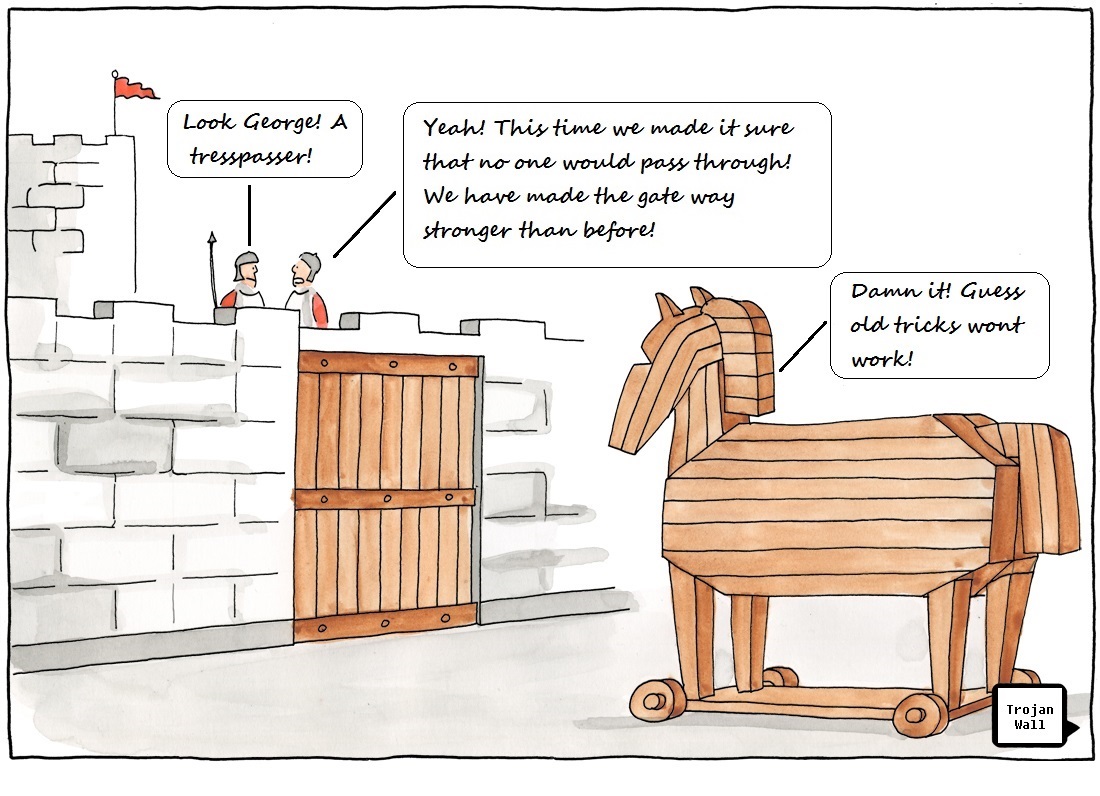 Look George! A
tresspasser!
Yeah! This time we made it sure
that no one would pass through!
We have made the gate way
stronger than before!
Damn it! Guess
old tricks wont
work!
Trojan
Wall